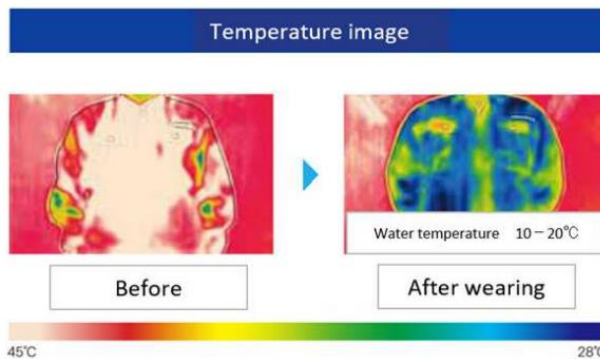 Temperature image
Water temperature 10－20℃
Before
After wearing
45℃
28℃